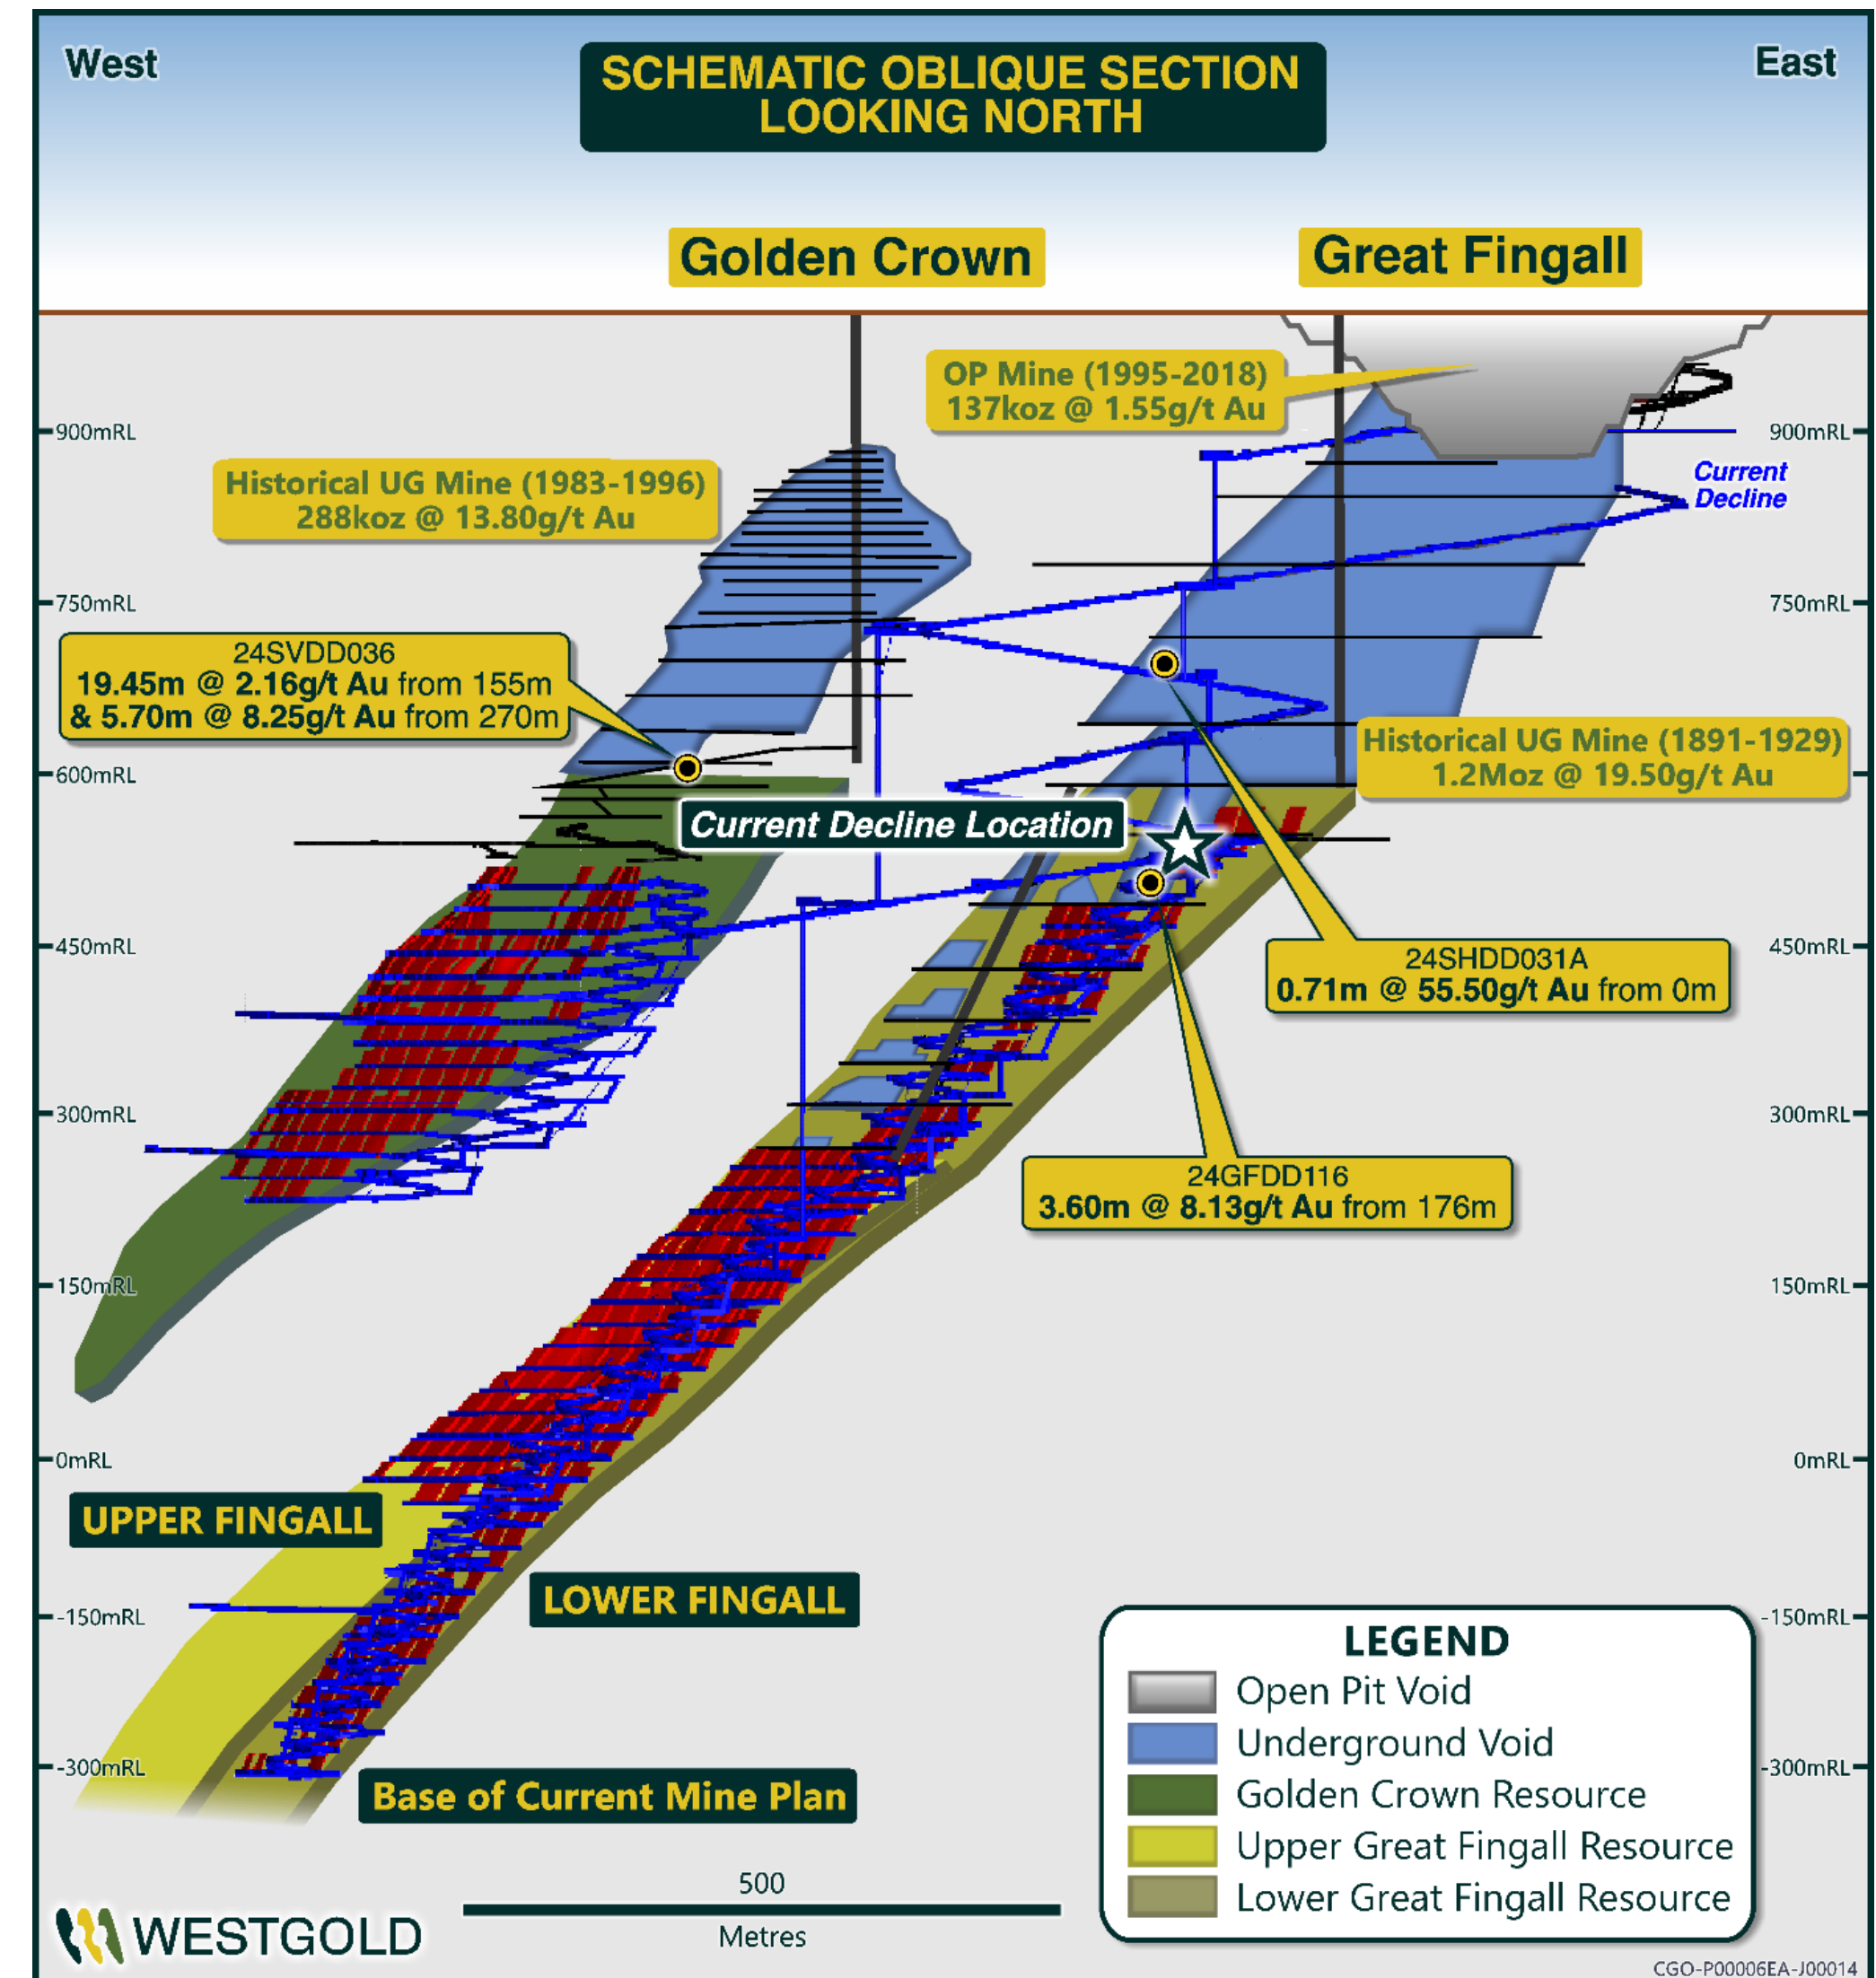 West
East
SCHEMATIC OBLIQUE SECTION
LOOKING NORTH
Golden Crown
Great Fingall
OP Mine (1995-2018)
137koz @ 1.55g/t Au
900mRL
900mRL
Historical UG Mine (1983-1996)
288koz @ 13.80g/t Au
Current
Decline
750mRL
750mRL
24SVDD036
19.45m @ 2.16g/t Au from 155m
& 5.70m @ 8.25g/t Au from 270m
Historical UG Mine (1891-1929)
1.2Moz @ 19.50g/t Au
600mRL
Current Decline Location
450mRL
450mRL
24SHDD031A
0.71m @ 55.50g/t Au from 0m
300mRL
300mRL
24GFDD116
3.60m @ 8.13g/t Au from 176m
150mRL
150mRL
0mRL
0mRL
UPPER FINGALL
LOWER FINGALL
-150mRL
-150mRL
-300mRL
-300mRL
Base of Current Mine Plan
LEGEND
Open Pit Void
Underground Void
Golden Crown Resource
Upper Great Fingall Resource
Lower Great Fingall Resource
500
Metres
WESTGOLD
CGO-P00006EA-J00014